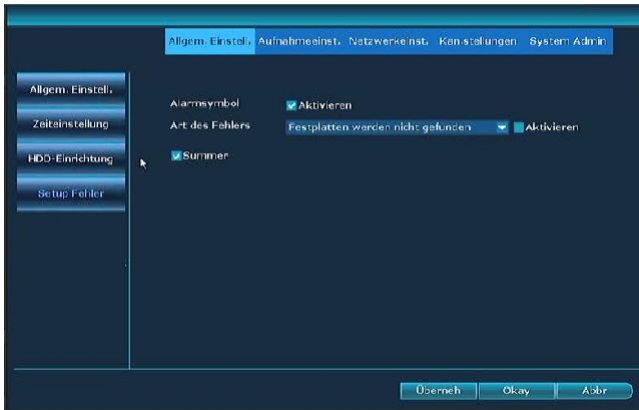 Allgem. Einstell. Aufnahmeeinst. Netzwerkeinst. Kan.stellungen System Admin
Allgem. Einstell.
Zeiteinstellung
HDD-Einrichtung
Setup Fehler
Alarmsymbol Aktivieren
Art des Fehlers Festplatten werden nicht gefunden Aktivieren
Summer
Überneh Okay Abbr